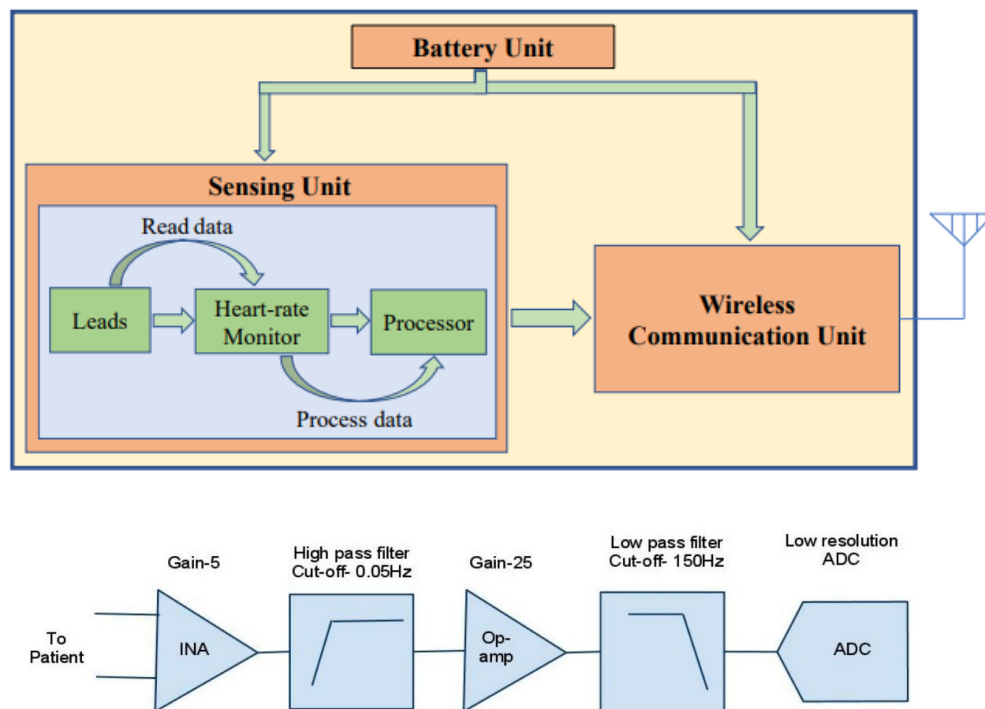 Battery Unit
Sensing Unit
Read data
Leads
Heart-rate
Monitor
Processor
Process data
Wireless
Communication Unit
Gain-5
High pass filter
Cut-off- 0.05Hz
Gain-25
Low pass filter
Cut-off- 150Hz
Low resolution
ADC
To
Patient
INA
Op-
amp
ADC